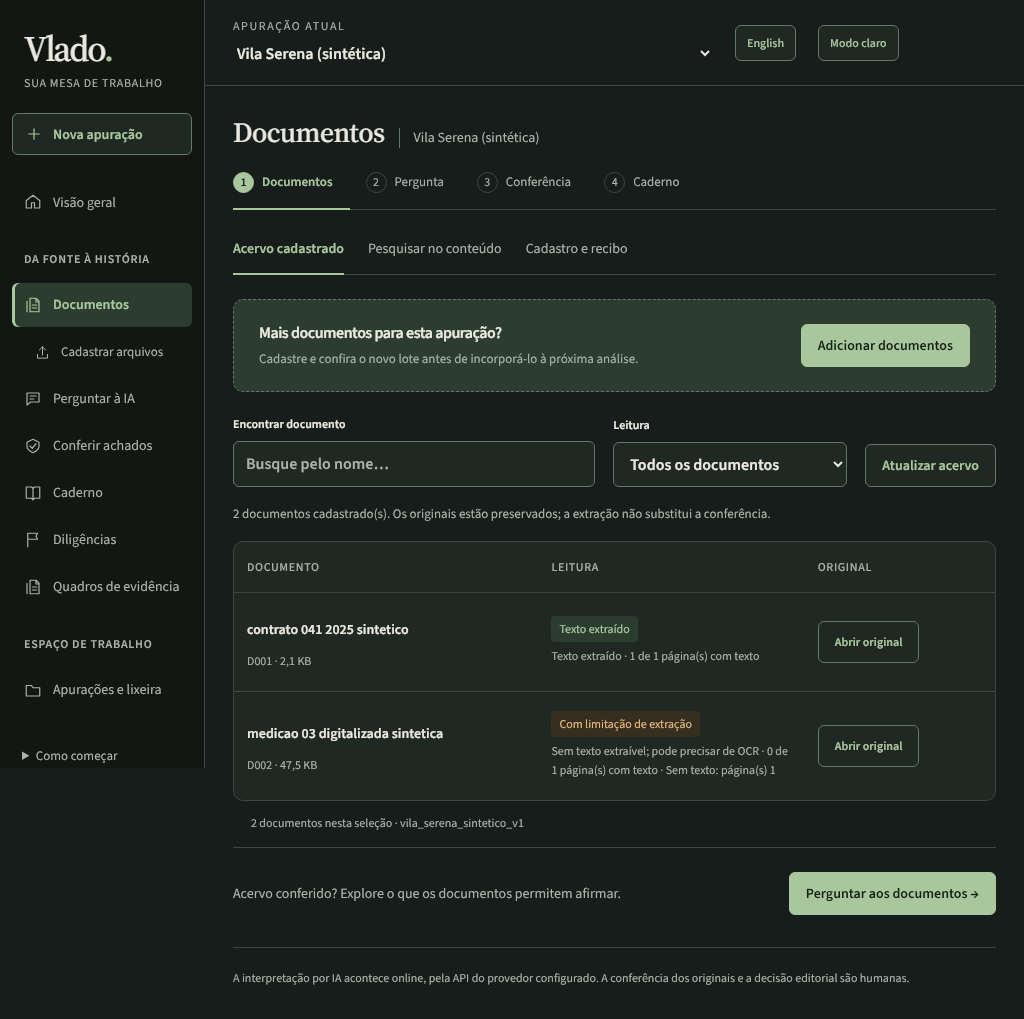 Vlado.
SUA MESA DE TRABALHO
Nova apuração
Visão geral
DA FONTE À HISTÓRIA
Documentos
Cadastrar arquivos
Perguntar à IA
Conferir achados
Caderno
Diligências
Quadros de evidência
ESPAÇO DE TRABALHO
Apurações e lixeira
Como começar
APURAÇÃO ATUAL
Vila Serena (sintética)
English
Modo claro
Documentos
Vila Serena (sintética)
1 Documentos
2 Pergunta
3 Conferência
4 Caderno
Acervo cadastrado
Pesquisar no conteúdo
Cadastro e recibo
Mais documentos para esta apuração?
Cadastre e confira o novo lote antes de incorporá-lo à próxima análise.
Adicionar documentos
Encontrar documento
Busque pelo nome…
Leitura
Todos os documentos
Atualizar acervo
2 documentos cadastrado(s). Os originais estão preservados; a extração não substitui a conferência.
DOCUMENTO
LEITURA
ORIGINAL
contrato 041 2025 sintetico
D001 · 2,1 KB
Texto extraído
Texto extraído · 1 de 1 página(s) com texto
Abrir original
medicao 03 digitalizada sintetica
D002 · 47,5 KB
Com limitação de extração
Sem texto extraível; pode precisar de OCR · 0 de
1 página(s) com texto · Sem texto: página(s) 1
Abrir original
2 documentos nesta seleção · vila_serena_sintetico_v1
Acervo conferido? Explore o que os documentos permitem afirmar.
Perguntar aos documentos →
A interpretação por IA acontece online, pela API do provedor configurado. A conferência dos originais e a decisão editorial são humanas.